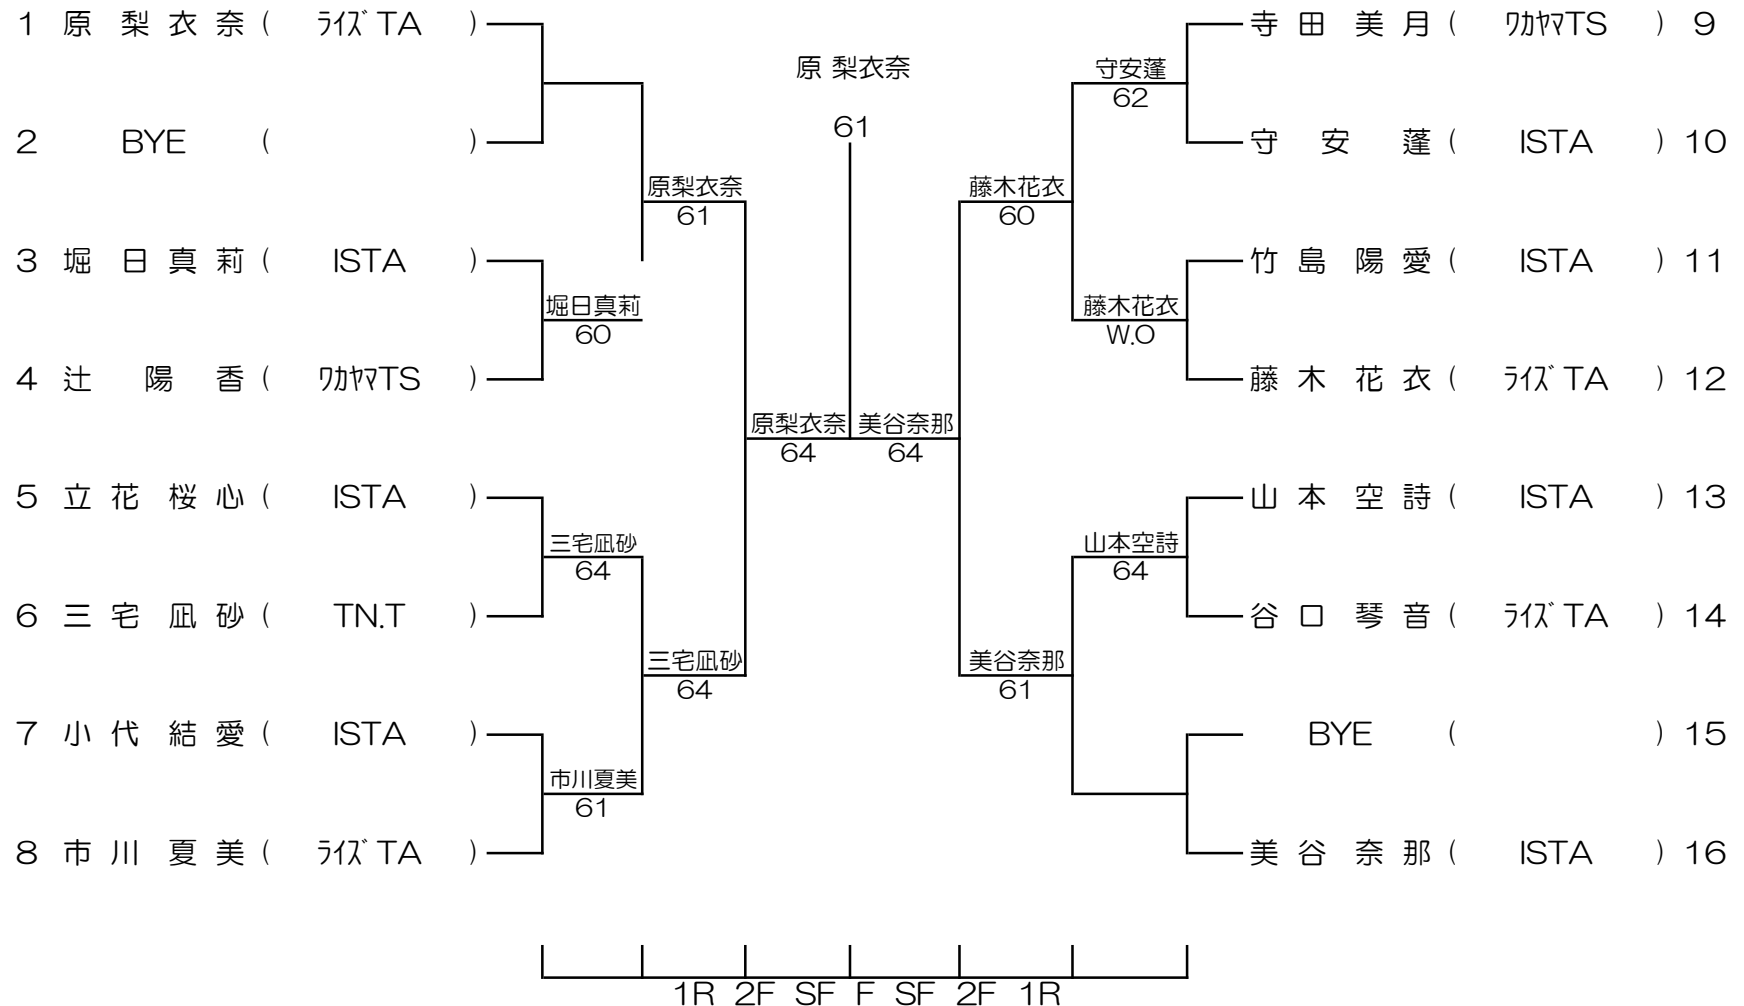 1 原 梨 衣 奈 ( ﾗｲｽﾞTA )
2 BYE ( )
3 堀 日 真 莉 ( ISTA )
4 辻 陽 香 ( ﾜｶﾔﾏTS )
5 立 花 桜 心 ( ISTA )
6 三 宅 凪 砂 ( TN.T )
7 小 代 結 愛 ( ISTA )
8 市 川 夏 美 ( ﾗｲｽﾞTA )
堀日真莉
60
三宅凪砂
64
市川夏美
61
原梨衣奈
61
三宅凪砂
64
原梨衣奈
64
原 梨衣奈
61
美谷奈那
64
藤木花衣
60
美谷奈那
61
守安蓬
62
藤木花衣
W.O
山本空詩
64
寺 田 美 月 ( ﾜｶﾔﾏTS ) 9
守 安 蓬 ( ISTA ) 10
竹 島 陽 愛 ( ISTA ) 11
藤 木 花 衣 ( ﾗｲｽﾞTA ) 12
山 本 空 詩 ( ISTA ) 13
谷 口 琴 音 ( ﾗｲｽﾞTA ) 14
BYE ( ) 15
美 谷 奈 那 ( ISTA ) 16
1R 2F SF F SF 2F 1R